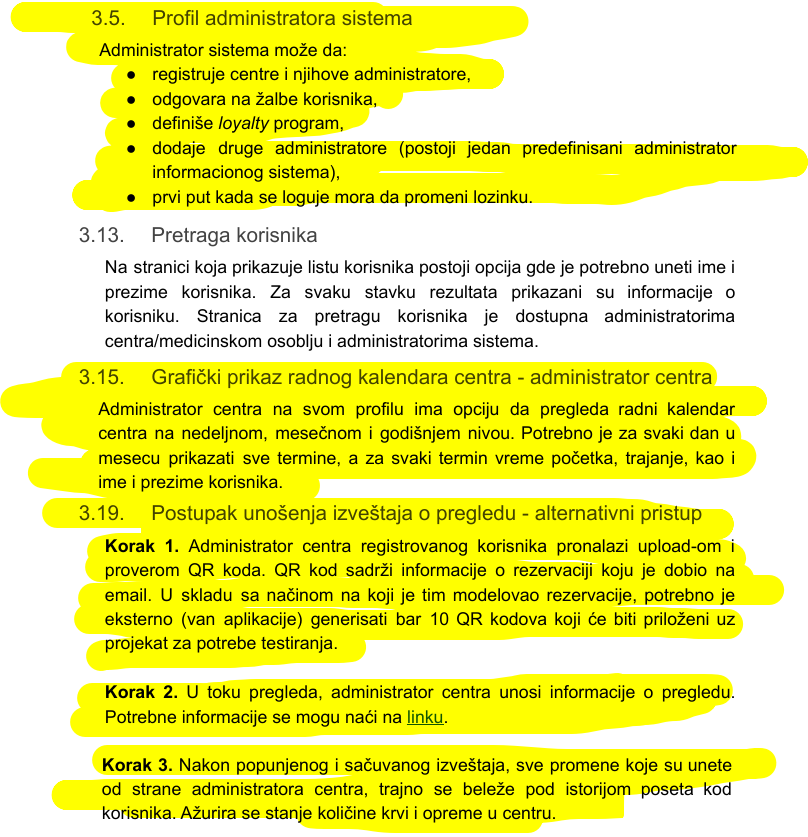 3.5. Profil administratora sistema
Administrator sistema može da:
● registruje centre i njihove administratore,
● odgovara na žalbe korisnika,
● definiše loyalty program,
● dodaje druge administratore (postoji jedan predefinisani administrator
informacionog sistema),
● prvi put kada se loguje mora da promeni lozinku.
3.13. Pretraga korisnika
Na stranici koja prikazuje listu korisnika postoji opcija gde je potrebno uneti ime i
prezime korisnika. Za svaku stavku rezultata prikazani su informacije o
korisniku. Stranica za pretragu korisnika je dostupna administratorima
centra/medicinskom osoblju i administratorima sistema.
3.15. Grafički prikaz radnog kalendara centra - administrator centra
Administrator centra na svom profilu ima opciju da pregleda radni kalendar
centra na nedeljnom, mesečnom i godišnjem nivou. Potrebno je za svaki dan u
mesecu prikazati sve termine, a za svaki termin vreme početka, trajanje, kao i
ime i prezime korisnika.
3.19. Postupak unošenja izveštaja o pregledu - alternativni pristup
Korak 1. Administrator centra registrovanog korisnika pronalazi upload-om i
proverom QR koda. QR kod sadrži informacije o rezervaciji koju je dobio na
email. U skladu sa načinom na koji je tim modelovao rezervacije, potrebno je
eksterno (van aplikacije) generisati bar 10 QR kodova koji će biti priloženi uz
projekat za potrebe testiranja.
Korak 2. U toku pregleda, administrator centra unosi informacije o pregledu.
Potrebne informacije se mogu naći na linku.
Korak 3. Nakon popunjenog i sačuvanog izveštaja, sve promene koje su unete
od strane administratora centra, trajno se beleže pod istorijom poseta kod
korisnika. Ažurira se stanje količine krvi i opreme u centru.